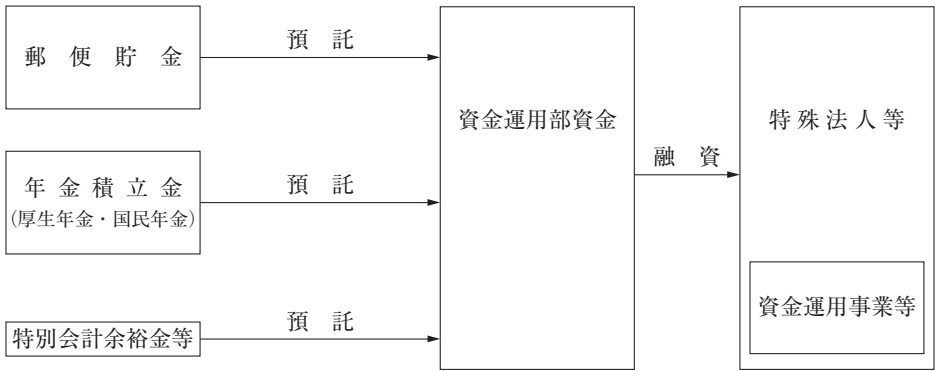 郵便貯金
預託
資金運用部資金
特殊法人等
融資
年金積立金
(厚生年金・国民年金)
預託
資金運用事業等
特別会計余裕金等
預託